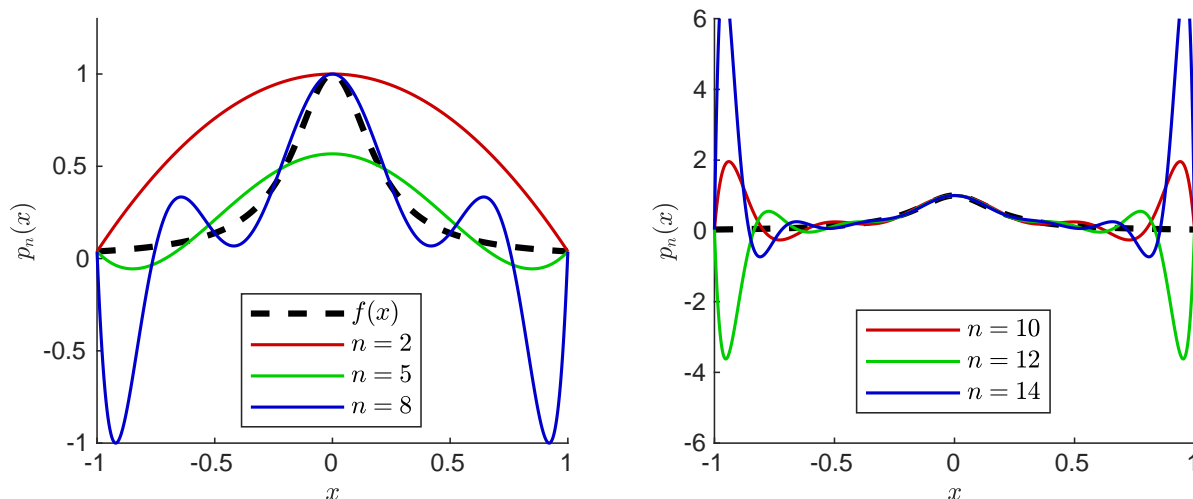 1
0.5
0
-0.5
-1
-1
-0.5
0
0.5
1
p_n(x)
x
f(x)
n = 2
n = 5
n = 8
6
4
2
0
-2
-4
-6
-1
-0.5
0
0.5
1
p_n(x)
x
n = 10
n = 12
n = 14